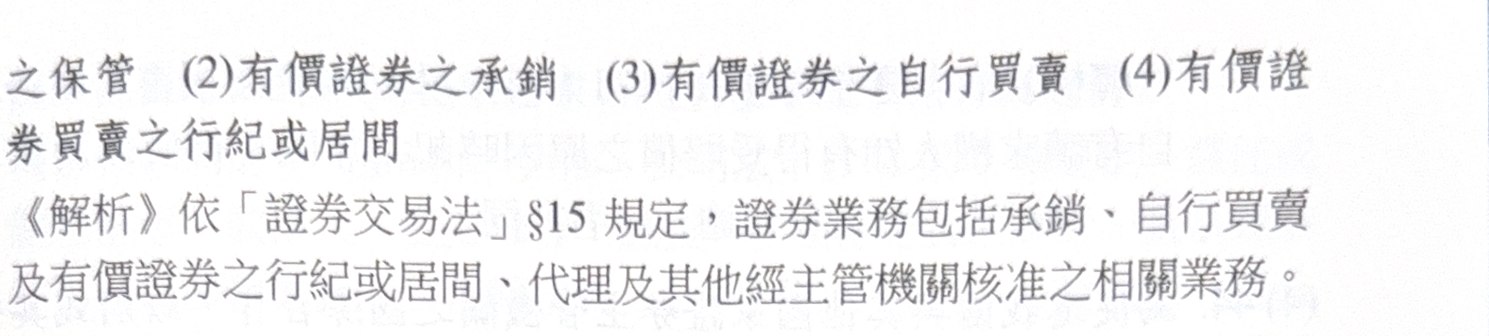 之保管　(2)有價證券之承銷　(3)有價證券之自行買賣　(4)有價證
券買賣之行紀或居間
《解析》依「證券交易法」§15 規定，證券業務包括承銷、自行買賣
及有價證券之行紀或居間、代理及其他經主管機關核准之相關業務。